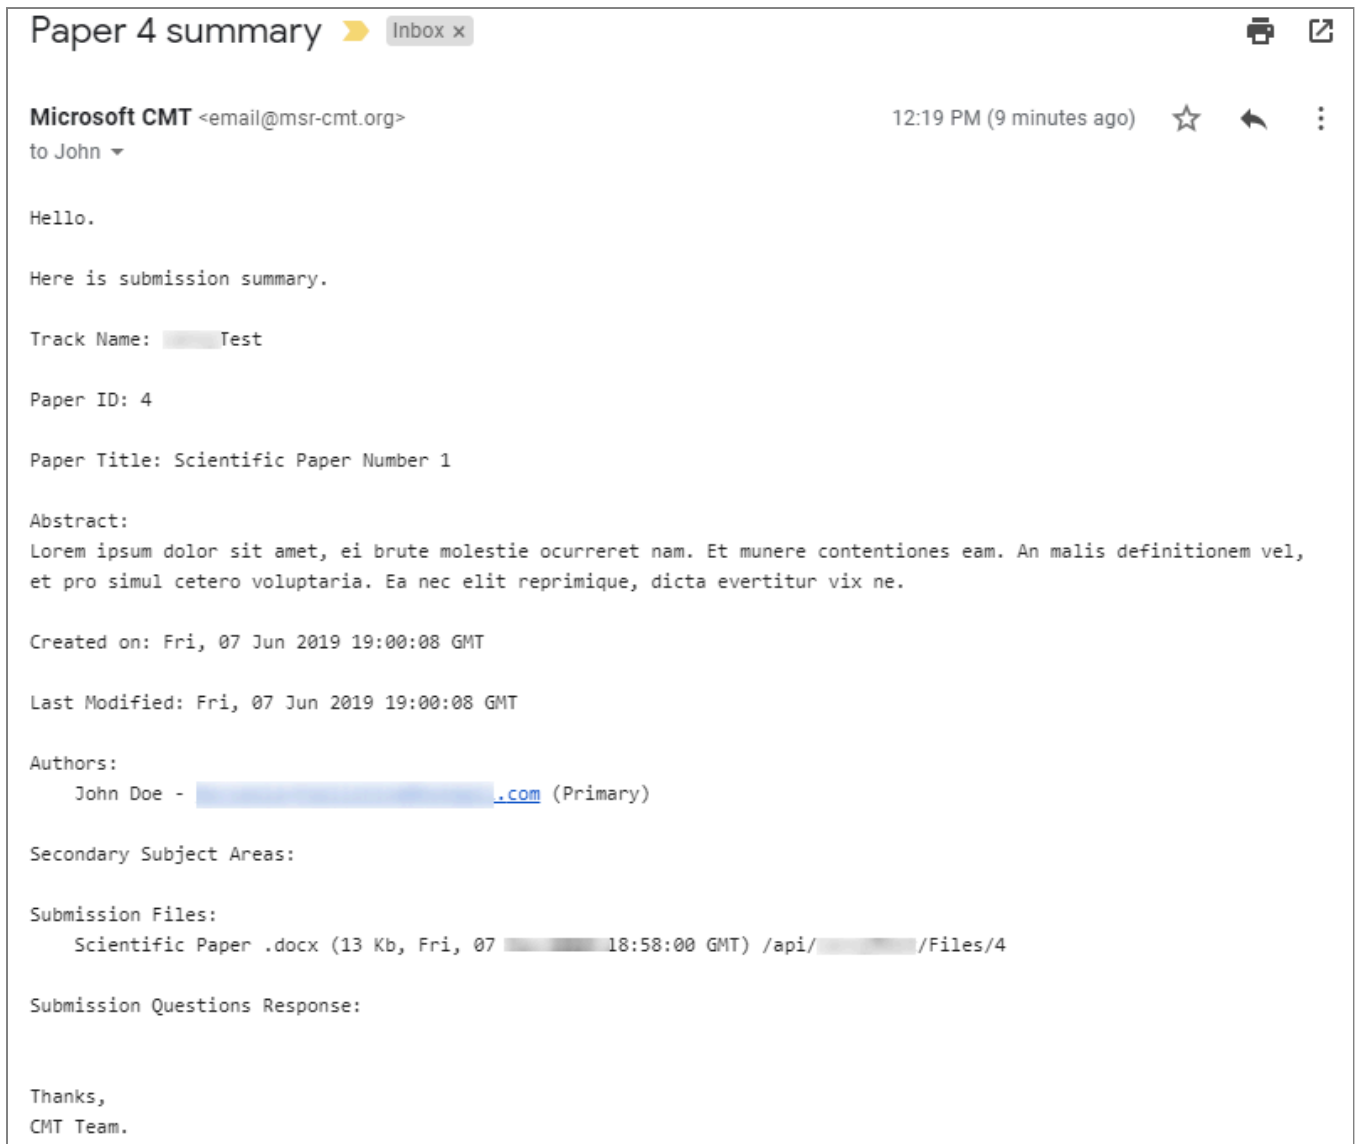 Paper 4 summary Inbox ×
Microsoft CMT <email@msr-cmt.org> 12:19 PM (9 minutes ago)
to John
Hello.
Here is submission summary.
Track Name: Test
Paper ID: 4
Paper Title: Scientific Paper Number 1
Abstract:
Lorem ipsum dolor sit amet, ei brute molestie ocurreret nam. Et munere contentiones eam. An malis definitionem vel,
et pro simul cetero voluptaria. Ea nec elit reprimique, dicta evertitur vix ne.
Created on: Fri, 07 Jun 2019 19:00:08 GMT
Last Modified: Fri, 07 Jun 2019 19:00:08 GMT
Authors:
John Doe - .com (Primary)
Secondary Subject Areas:
Submission Files:
Scientific Paper .docx (13 Kb, Fri, 07 18:58:00 GMT) /api/ /Files/4
Submission Questions Response:
Thanks,
CMT Team.